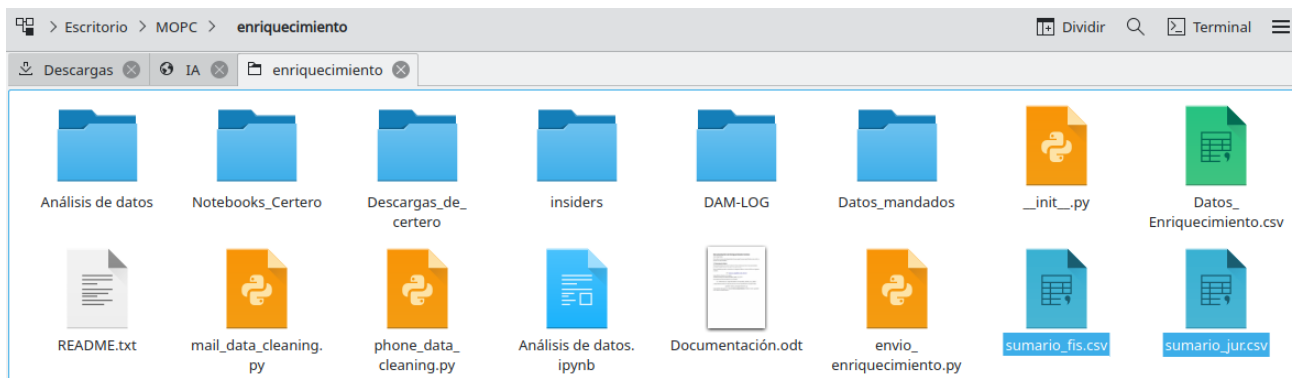 > Escritorio > MOPC > enriquecimiento
Dividir
Terminal
Descargas
IA
enriquecimiento
Análisis de datos
Notebooks_Certero
Descargas_de_
certero
insiders
DAM-LOG
Datos_mandados
__init__.py
Datos_
Enriquecimiento.csv
README.txt
mail_data_cleaning.
py
phone_data_
cleaning.py
Análisis de datos.
ipynb
Documentación.odt
envio_
enriquecimiento.py
sumario_fis.csv
sumario_jur.csv